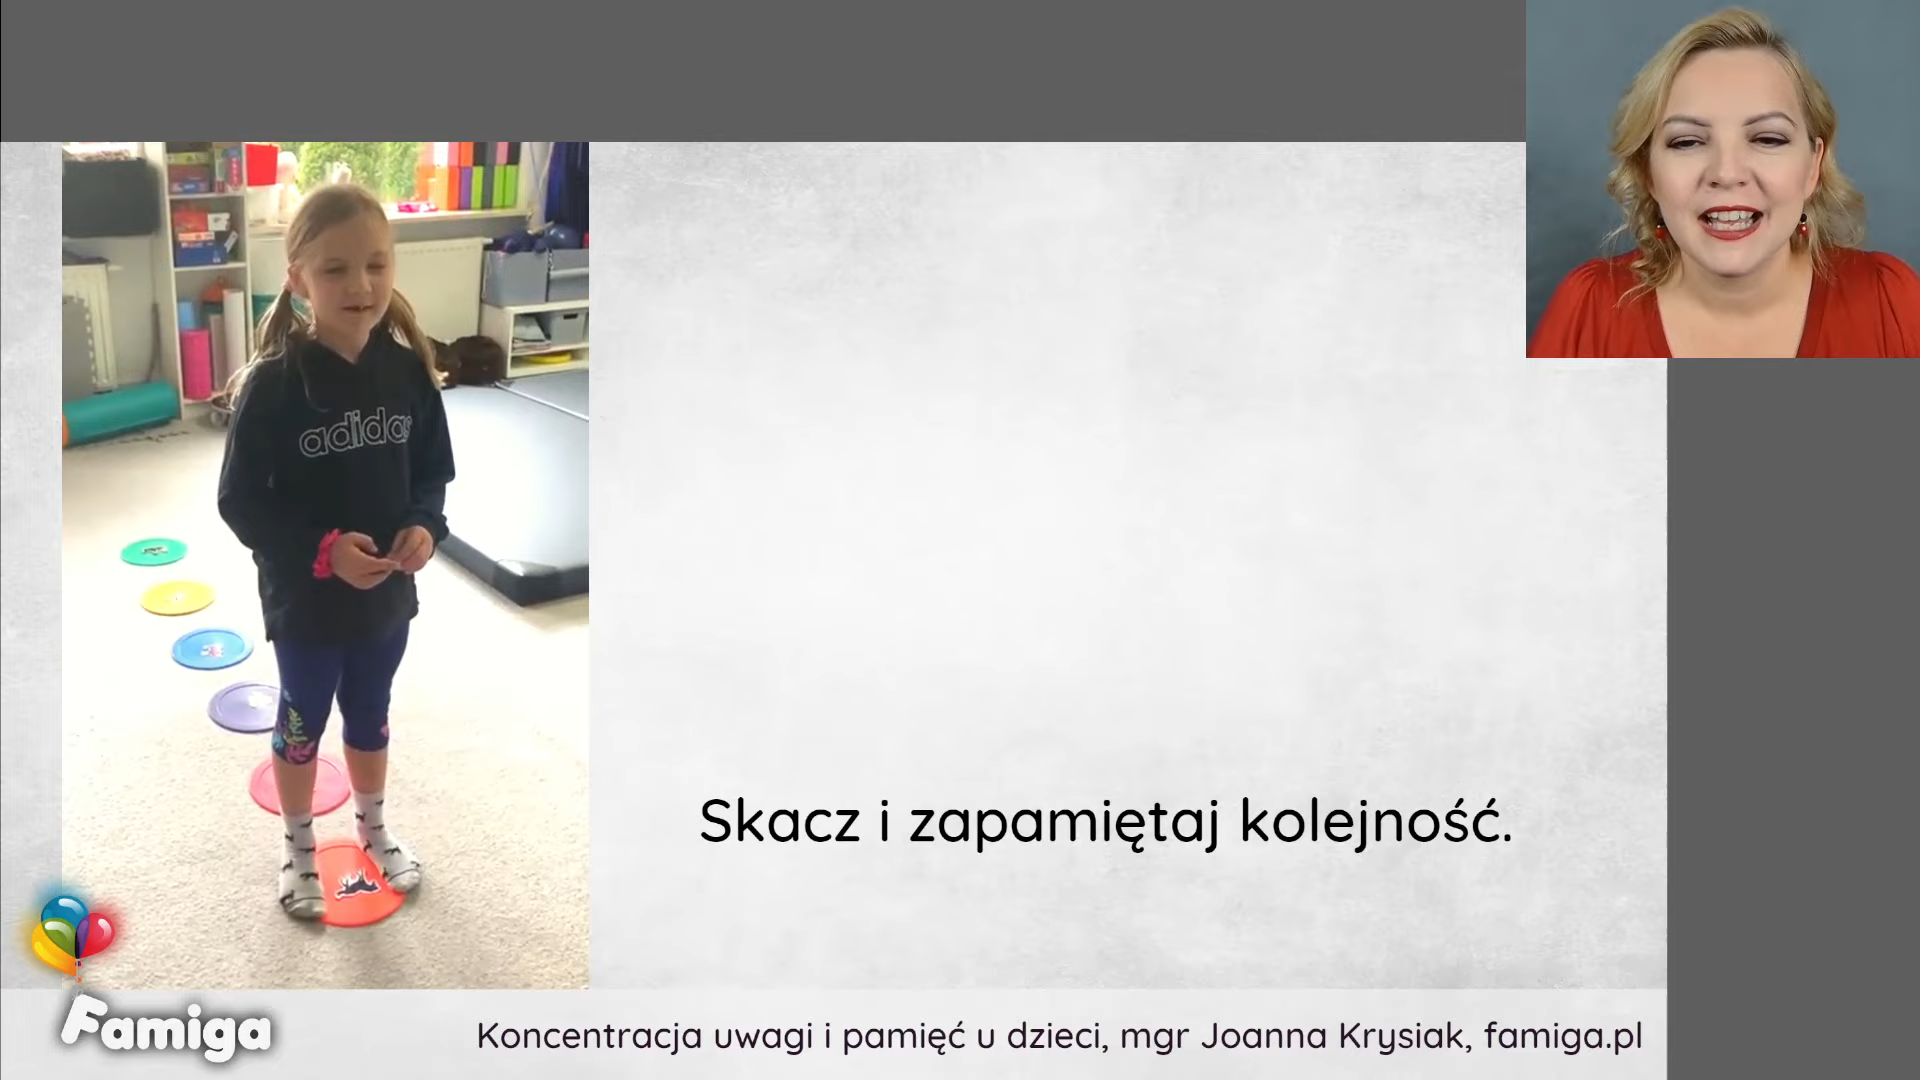 adidas
Skacz i zapamiętaj kolejność.
Famiga
Koncentracja uwagi i pamięć u dzieci, mgr Joanna Krysiak, famiga.pl